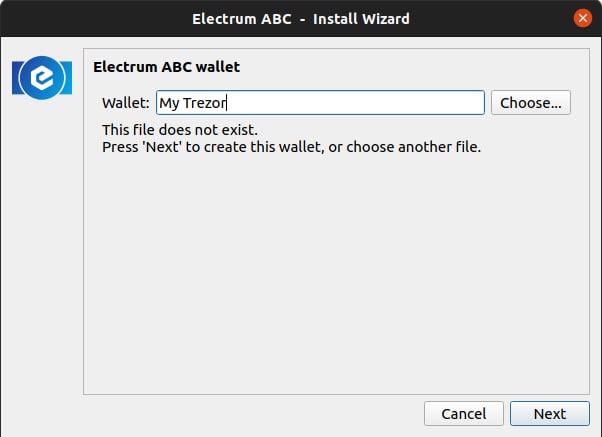 Electrum ABC - Install Wizard
Electrum ABC wallet
Wallet: My Trezor Choose...
This file does not exist.
Press 'Next' to create this wallet, or choose another file.
Cancel Next